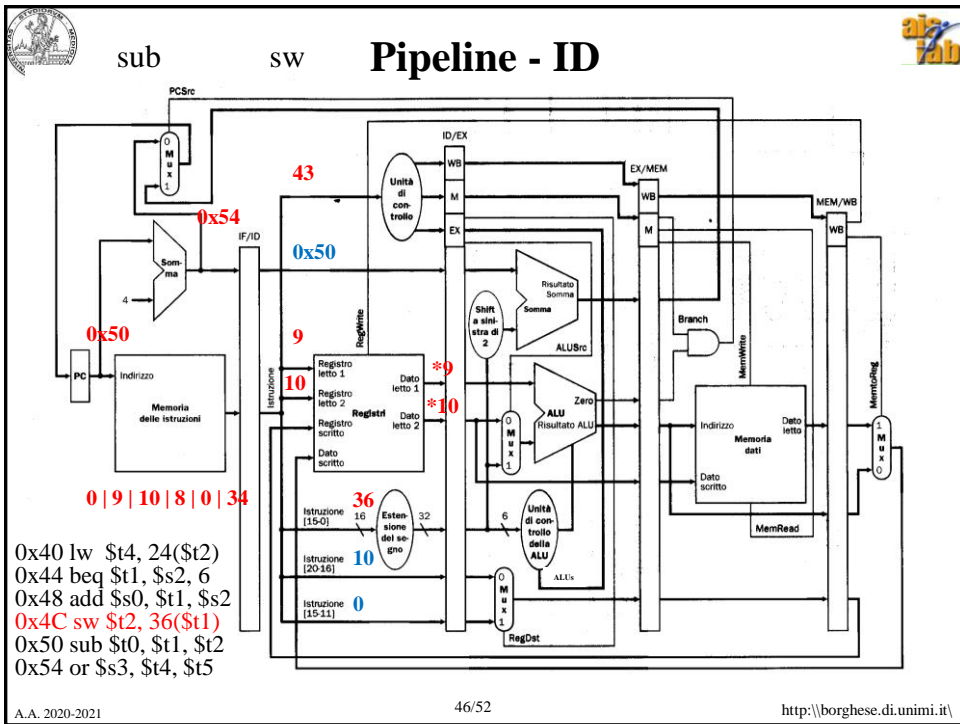 sub sw Pipeline - ID
PCSrc
0
M
u
x
1
ID/EX
WB
M
EX
EX/MEM
WB
M
MEM/WB
WB
43
Unità
di
con-
trollo
0x54
IF/ID
0x50
Som-
ma
4
Shift
a sini-
stra di
2
Risultato
Somma
Somma
Branch
RegWrite
ALUSrc
MemWrite
MemtoReg
0x50
PC
Indirizzo
Memoria
delle istruzioni
Istruzione
9
10
Registro
letto 1
Registro
letto 2
Registro
scritto
Dato
scritto
Registri
Dato
letto 1
Dato
letto 2
*9
*10
0
M
u
x
1
ALU
Zero
Risultato ALU
Indirizzo
Dato
letto
Memoria
dati
Dato
scritto
MemRead
1
M
u
x
0
0 | 9 | 10 | 8 | 0 | 34
Istruzione
[15-0]
16
36
Esten-
sione
del segno
32
6
Unità
di controllo
della
ALU
ALUs
Istruzione
[20-16]
10
Istruzione
[15-11]
0
0
M
u
x
1
RegDst
0x40 lw $t4, 24($t2)
0x44 beq $t1, $s2, 6
0x48 add $s0, $t1, $s2
0x4C sw $t2, 36($t1)
0x50 sub $t0, $t1, $t2
0x54 or $s3, $t4, $t5
A.A. 2020-2021 46/52 http:\\borghese.di.unimi.it\